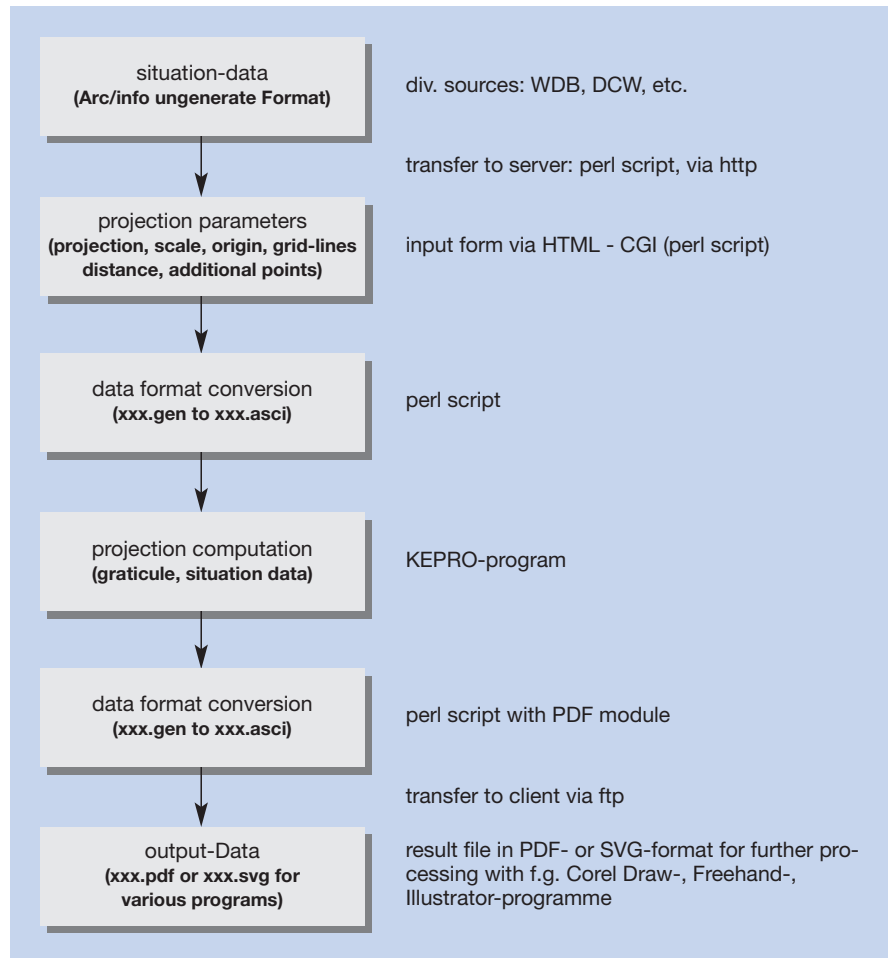 situation-data
(Arc/info ungenerate Format)
div. sources: WDB, DCW, etc.
transfer to server: perl script, via http
projection parameters
(projection, scale, origin, grid-lines
distance, additional points)
input form via HTML - CGI (perl script)
data format conversion
(xxx.gen to xxx.asci)
perl script
projection computation
(graticule, situation data)
KEPRO-program
data format conversion
(xxx.gen to xxx.asci)
perl script with PDF module
transfer to client via ftp
output-Data
(xxx.pdf or xxx.svg for
various programs)
result file in PDF- or SVG-format for further pro-
cessing with f.g. Corel Draw-, Freehand-,
Illustrator-programme